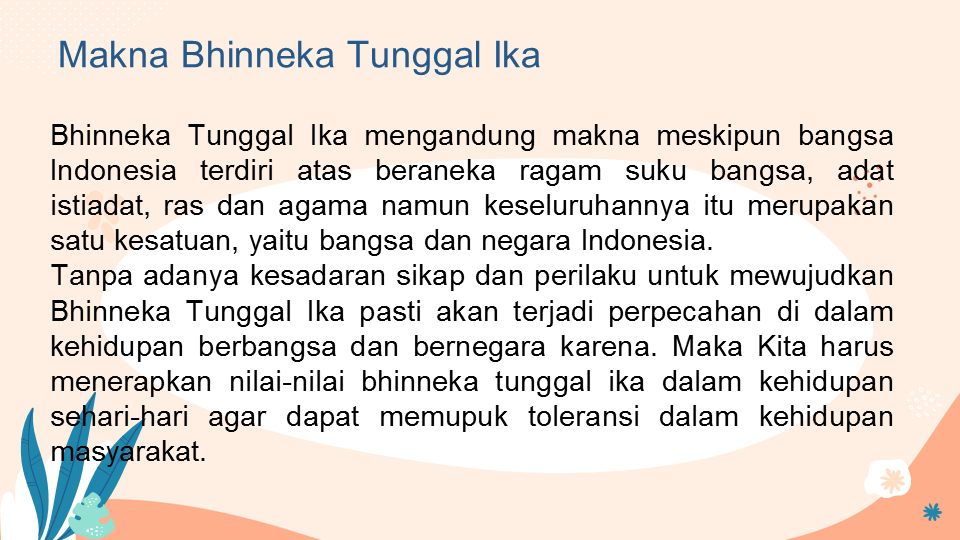 Makna Bhinneka Tunggal Ika
Bhinneka Tunggal Ika mengandung makna meskipun bangsa
Indonesia terdiri atas beraneka ragam suku bangsa, adat
istiadat, ras dan agama namun keseluruhannya itu merupakan
satu kesatuan, yaitu bangsa dan negara Indonesia.
Tanpa adanya kesadaran sikap dan perilaku untuk mewujudkan
Bhinneka Tunggal Ika pasti akan terjadi perpecahan di dalam
kehidupan berbangsa dan bernegara karena. Maka Kita harus
menerapkan nilai-nilai bhinneka tunggal ika dalam kehidupan
sehari-hari agar dapat memupuk toleransi dalam kehidupan
masyarakat.